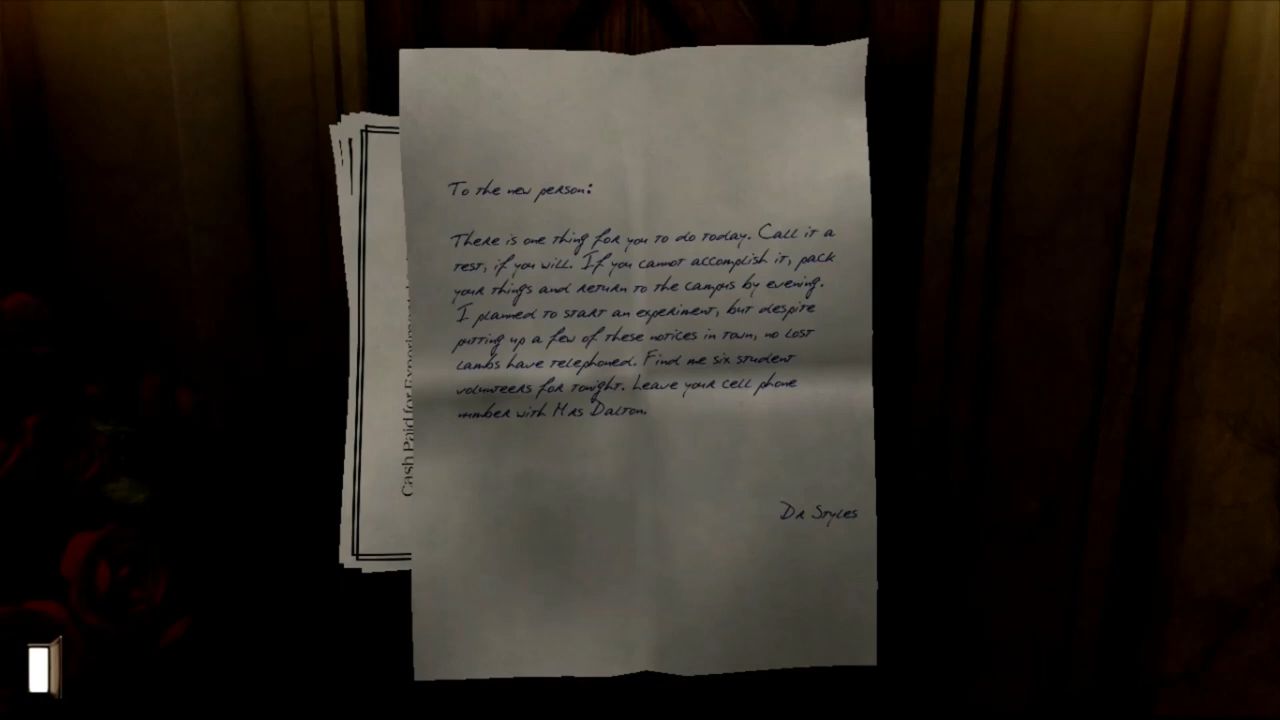 To the new person:
There is one thing for you to do today. Call it a
test, if you will. If you cannot accomplish it, pack
your things and return to the campus by evening.
I planned to start an experiment, but despite
putting up a few of these notices in town, no lost
lambs have telephoned. Find me six student
volunteers for tonight. Leave your cell phone
number with Mrs Dalton.
Dr Styles
Cash Paid for